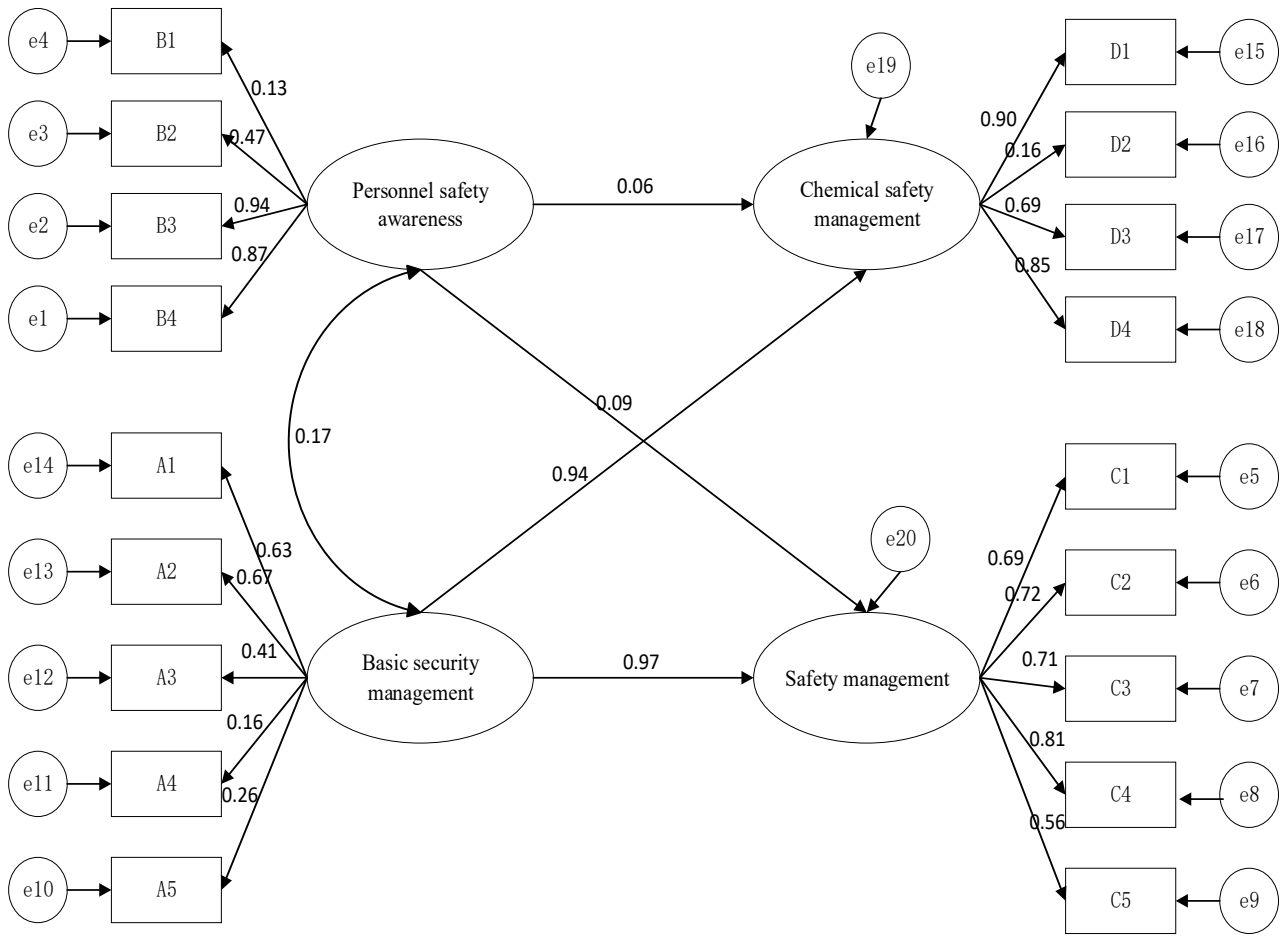 e4
B1
0.13
e3
B2
0.47
e2
B3
0.94
e1
B4
0.87
Personnel safety
awareness
0.06
e19
Chemical safety
management
0.90
D1
e15
0.16
D2
e16
0.69
D3
e17
0.85
D4
e18
0.17
0.09
0.94
e14
A1
0.63
e13
A2
0.67
e12
A3
0.41
e11
A4
0.16
e10
A5
0.26
Basic security
management
0.97
e20
Safety management
0.69
C1
e5
0.72
C2
e6
0.71
C3
e7
0.81
C4
e8
0.56
C5
e9